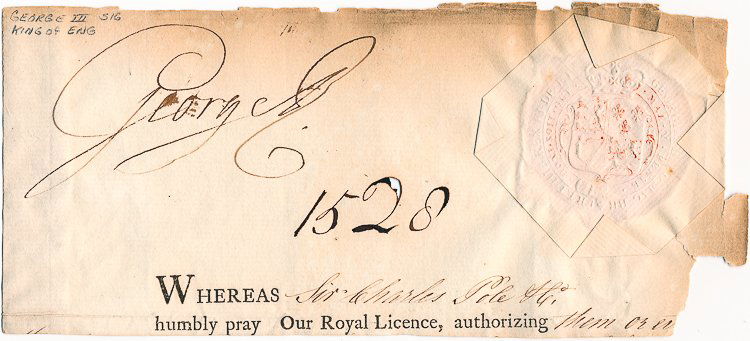 GEORGE III SIG
KING OF ENG
George R
1528
WHEREAS Sir Charles Pole &c.
humbly pray Our Royal Licence, authorizing them or